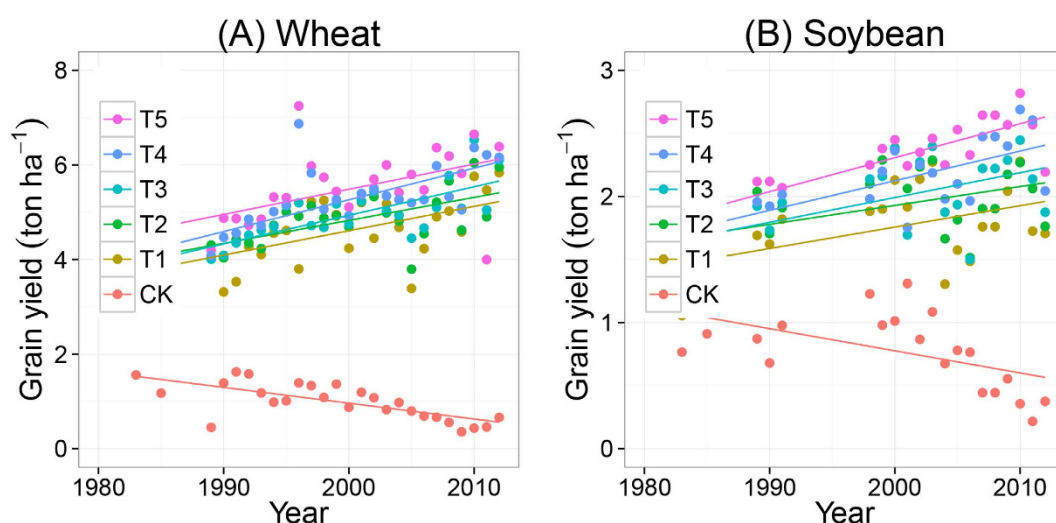 (A) Wheat
Grain yield (ton ha⁻¹)
8
6
4
2
0
T5
T4
T3
T2
T1
CK
1980
1990
2000
2010
Year
(B) Soybean
Grain yield (ton ha⁻¹)
3
2
1
0
T5
T4
T3
T2
T1
CK
1980
1990
2000
2010
Year